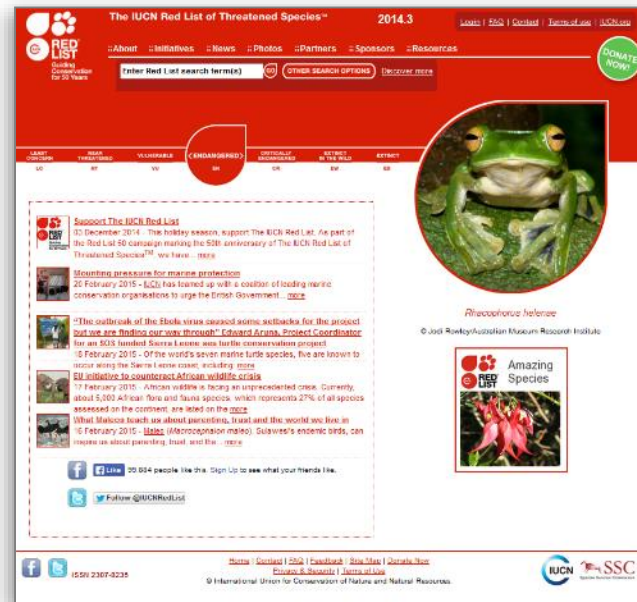 The IUCN Red List of Threatened Species™
2014.3
Login | FAQ | Contact | Terms of use | IUCN.org
RED LIST
Guiding
Conservation
for 50 Years
::About ::Initiatives ::News ::Photos ::Partners ::Sponsors ::Resources
DONATE
NOW!
Enter Red List search term(s) GO OTHER SEARCH OPTIONS Discover more
LEAST CONCERN NEAR THREATENED VULNERABLE <ENDANGERED> CRITICALLY ENDANGERED EXTINCT IN THE WILD EXTINCT
LC NT VU EN CR EW EX
Support The IUCN Red List
03 December 2014 - This holiday season, support The IUCN Red List. As part of
the Red List 50 campaign marking the 50th anniversary of The IUCN Red List of
Threatened Species™, we have... more
Mounting pressure for marine protection
20 February 2015 - IUCN has teamed up with a coalition of leading marine
conservation organisations to urge the British Government... more
“The outbreak of the Ebola virus caused some setbacks for the project
but we are finding our way through” Edward Aruna, Project Coordinator
for an SOS funded Sierra Leone sea turtle conservation project
18 February 2015 - Of the world's seven marine turtle species, five are known to
occur along the Sierra Leone coast, including: more
EU initiative to counteract African wildlife crisis
17 February 2015 - African wildlife is facing an unprecedented crisis. Currently,
about 5,000 African flora and fauna species, which represents 27% of all species
assessed on the continent, are listed on the more
What Maleos teach us about parenting, trust and the world we live in
16 February 2015 - Maleo (Macrocephalon maleo), Sulawesi's endemic birds, can
inspire us about parenting, trust, and the... more
Like 99,884 people like this. Sign Up to see what your friends like.
Follow @IUCNRedList
Rhacophorus helenae
© Jodi Rowley/Australian Museum Research Institute
RED LIST
Amazing
Species
ISSN 2307-8235
Home | Contact | FAQ | Feedback | Site Map | Donate Now
Privacy & Security | Terms of Use
© International Union for Conservation of Nature and Natural Resources.
IUCN
SSC